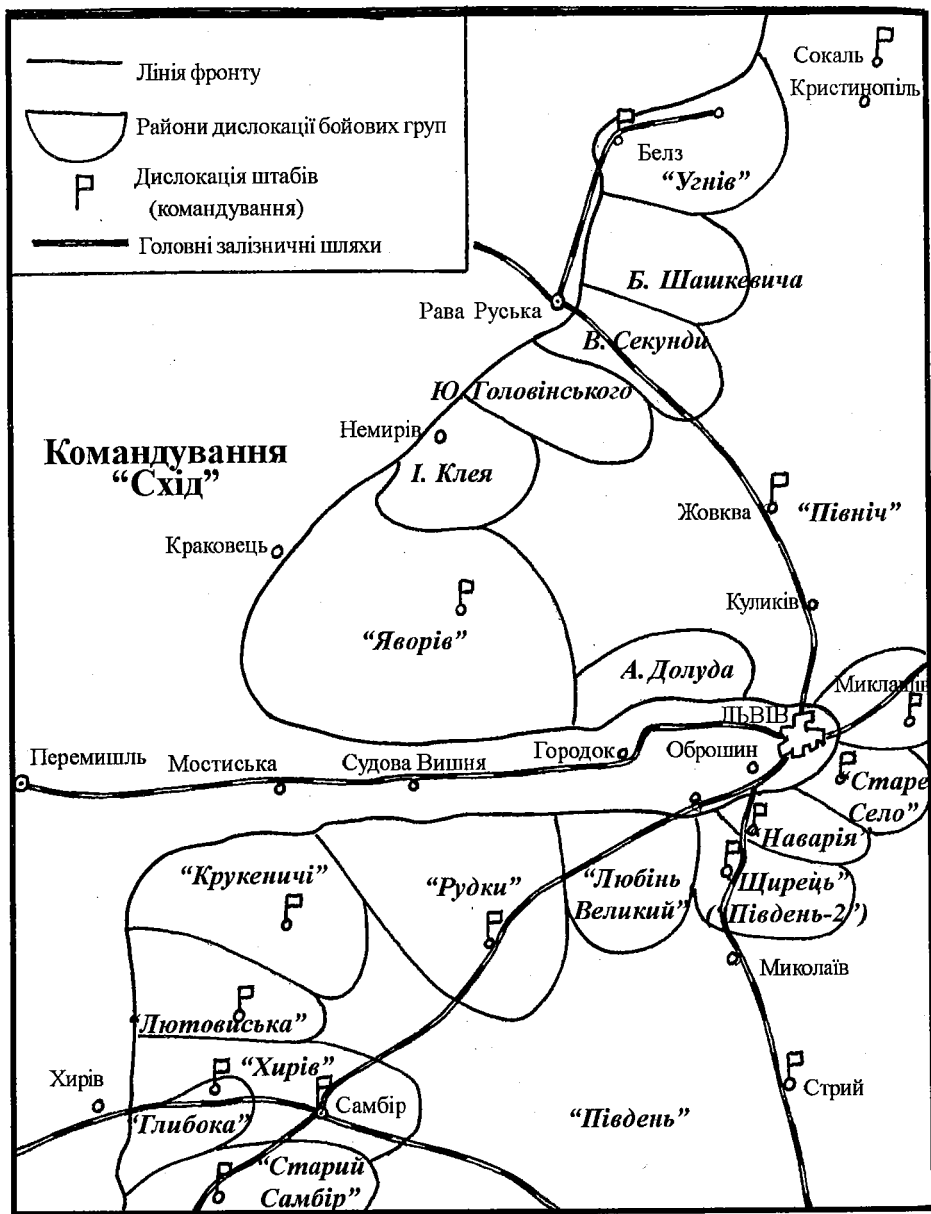 Лінія фронту
Райони дислокації бойових груп
Дислокація штабів
(командування)
Головні залізничні шляхи
Сокаль
Кристинопіль
Белз
“Угнів”
Б. Шашкевича
Рава Руська
В. Секунди
Ю. Головінського
Немирів
Командування
“Схід”
І. Клея
Жовква
“Північ”
Краковець
Куликів
“Яворів”
А. Долуда
Миклашів
ЛЬВІВ
Перемишль
Мостиська
Судова Вишня
Городок
Оброшин
“Старе
Село”
“Наварія”
“Крукеничі”
“Рудки”
“Любінь
Великий”
“Щирець”
(“Південь-2”)
Миколаїв
“Лютовиська”
“Хирів”
Хирів
Самбір
Стрий
“Глибока”
“Південь”
“Старий
Самбір”